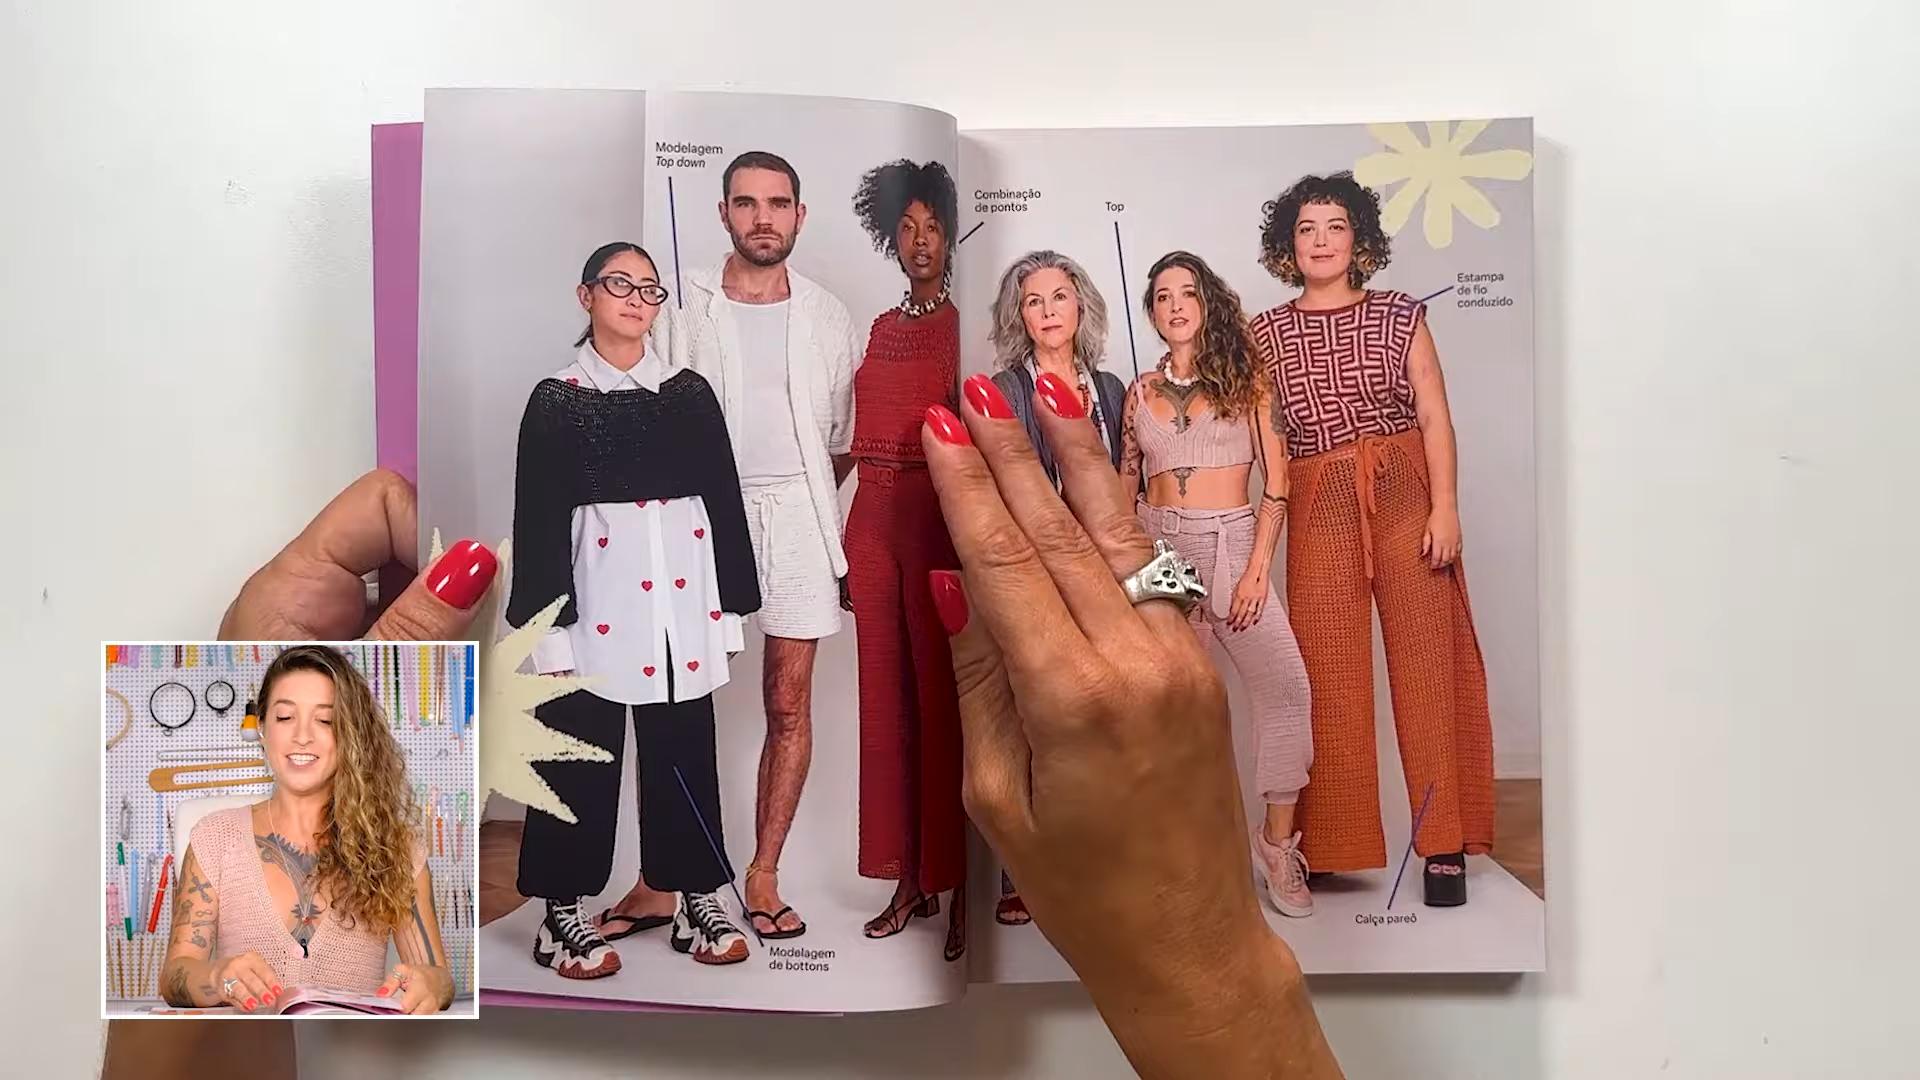 Modelagem
Top down
Combinação
de pontos
Top
Estampa
de fio
conduzido
Calça pareô
Modelagem
de bottons